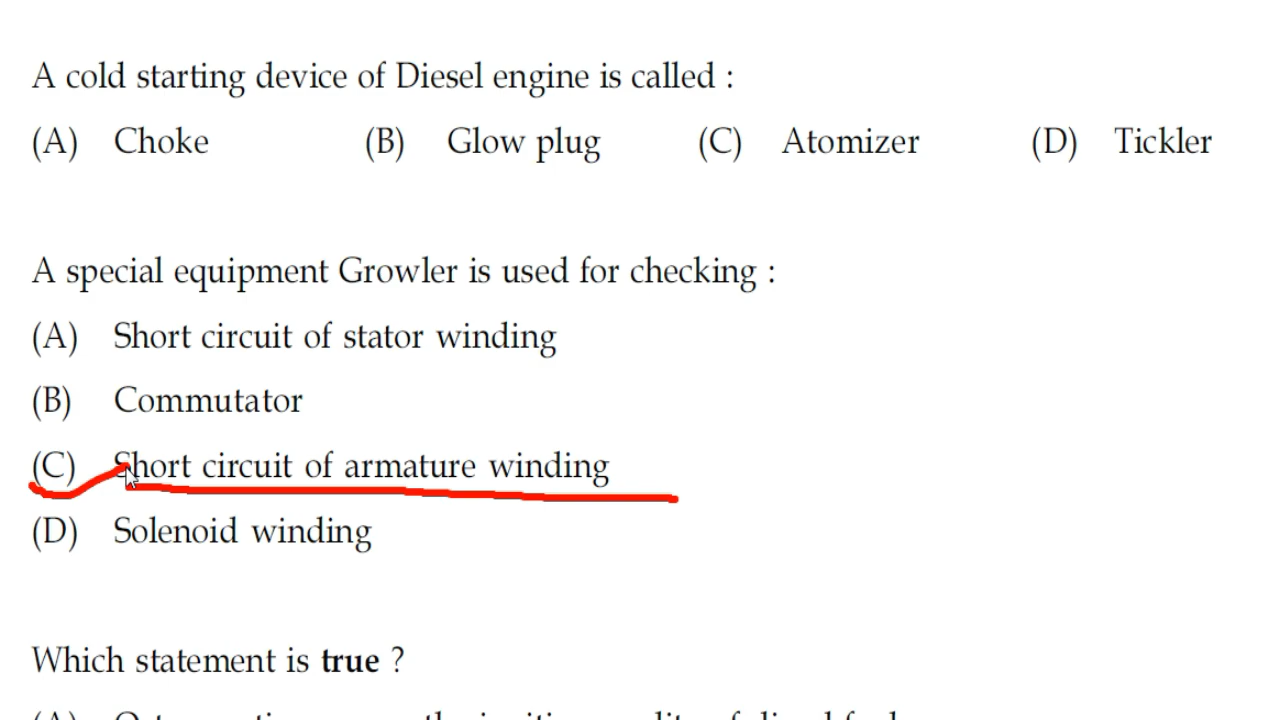 A cold starting device of Diesel engine is called :
(A) Choke (B) Glow plug (C) Atomizer (D) Tickler
A special equipment Growler is used for checking :
(A) Short circuit of stator winding
(B) Commutator
(C) Short circuit of armature winding
(D) Solenoid winding
Which statement is true ?